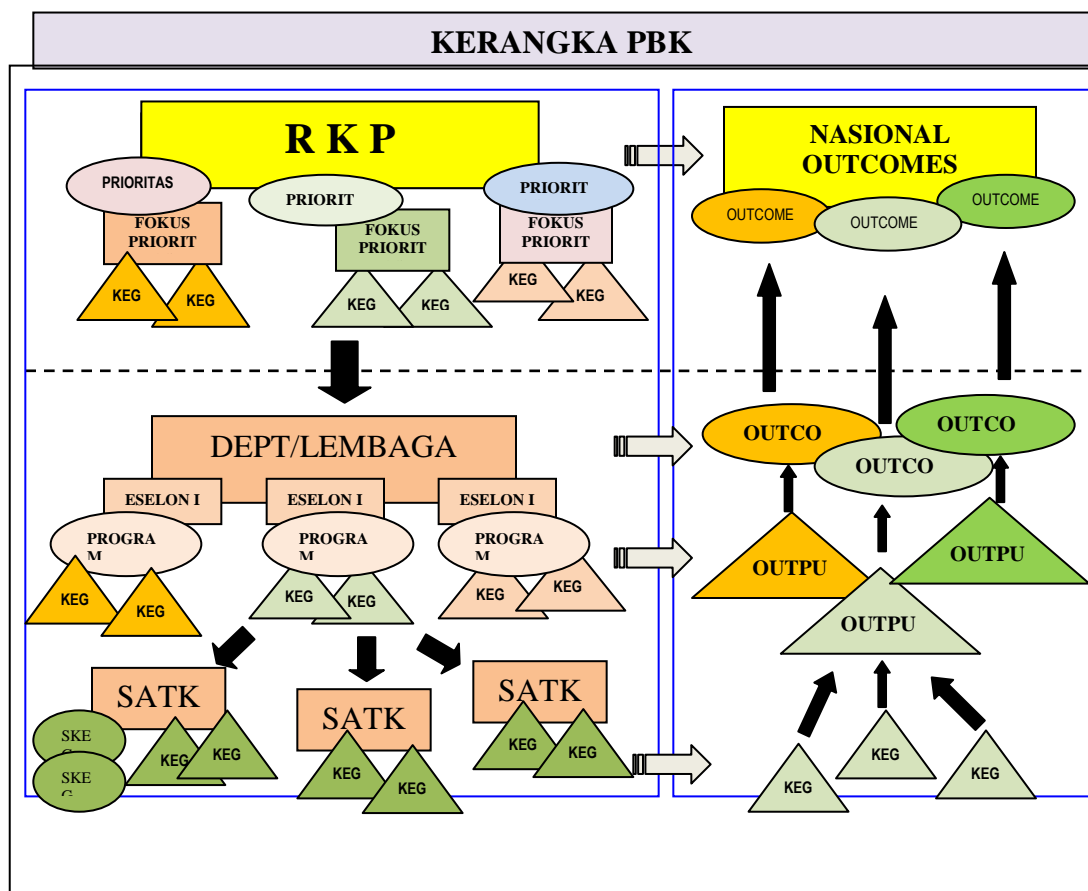 KERANGKA PBK
R K P
PRIORITAS
PRIORIT
PRIORIT
FOKUS
PRIORIT
FOKUS
PRIORIT
FOKUS
PRIORIT
KEG
KEG
KEG
KEG
KEG
KEG
NASIONAL
OUTCOMES
OUTCOME
OUTCOME
OUTCOME
DEPT/LEMBAGA
ESELON I
ESELON I
ESELON I
PROGRA
M
PROGRA
M
PROGRA
M
KEG
KEG
KEG
KEG
KEG
KEG
SATK
SATK
SATK
SKE
G
SKE
G
KEG
KEG
KEG
KEG
KEG
KEG
OUTCO
OUTCO
OUTCO
OUTPU
OUTPU
OUTPU
KEG
KEG
KEG